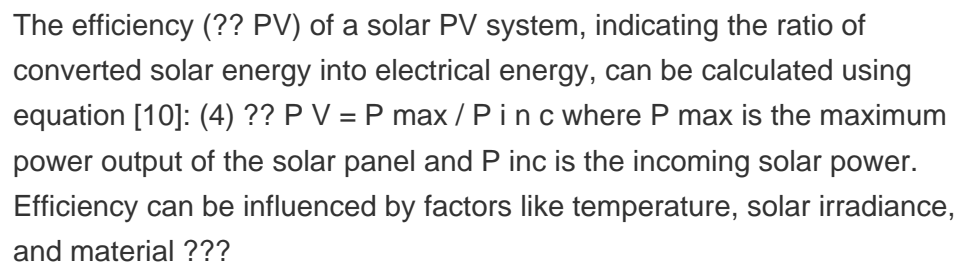 The efficiency (?? PV) of a solar PV system, indicating the ratio of
converted solar energy into electrical energy, can be calculated using
equation [10]: (4) ?? P V = P max / P i n c where P max is the maximum
power output of the solar panel and P inc is the incoming solar power.
Efficiency can be influenced by factors like temperature, solar irradiance,
and material ???